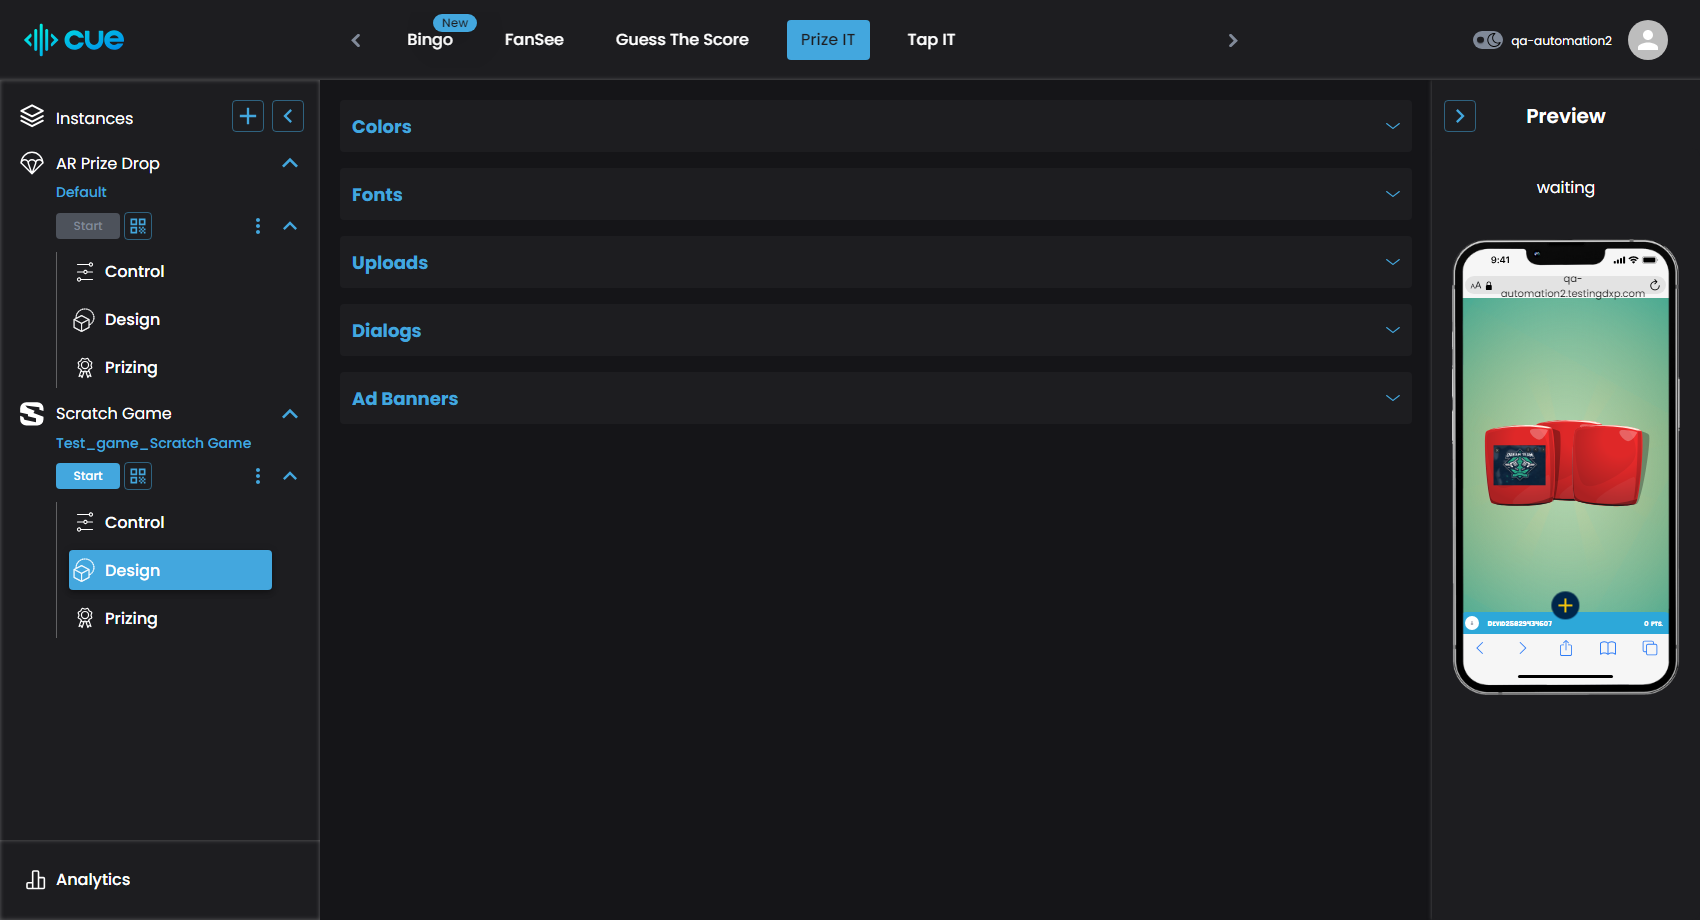 cue
New
Bingo
FanSee
Guess The Score
Prize IT
Tap IT
qa-automation2
Instances
AR Prize Drop
Default
Start
Control
Design
Prizing
Scratch Game
Test_game_Scratch Game
Start
Control
Design
Prizing
Analytics
Colors
Fonts
Uploads
Dialogs
Ad Banners
Preview
waiting
9:41
AA
qa-
automation2.testingdxp.com
0 PTS.